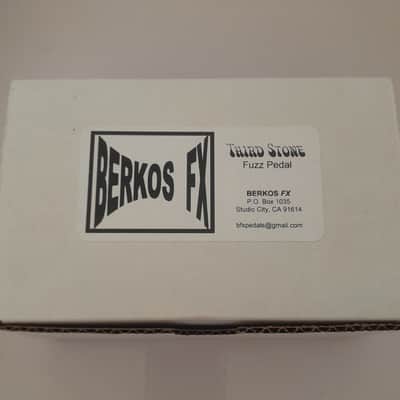 BERKOS FX
THIRD STONE
Fuzz Pedal
BERKOS FX
P.O. Box 1035
Studio City, CA 91614
bfxpedals@gmail.com